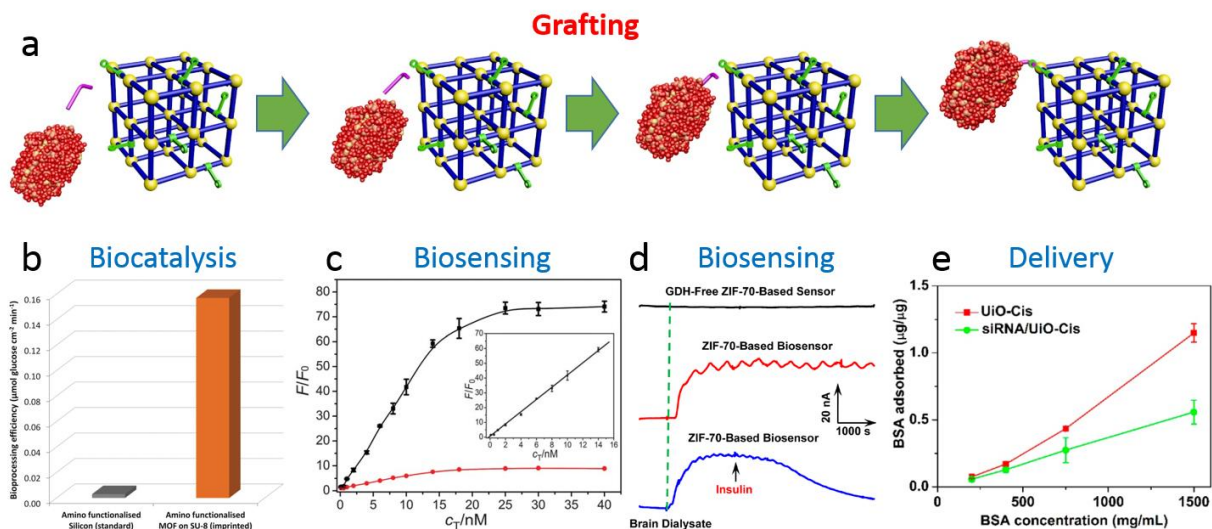 Grafting
a
b Biocatalysis
Bioprocessing efficiency (µmol glucose cm⁻² min⁻¹)
0.16
0.14
0.12
0.10
0.08
0.06
0.04
0.02
0.00
Amino functionalised
Silicon (standard)
Amino functionalised
MOF on SU-8 (imprinted)
c Biosensing
F/F₀
80
70
60
50
40
30
20
10
0
0 5 10 15 20 25 30 35 40
c_T/nM
F/F₀
70
60
50
40
30
20
10
0
0 2 4 6 8 10 12 14 16
c_T/nM
d Biosensing
GDH-Free ZIF-70-Based Sensor
ZIF-70-Based Biosensor
20 nA
1000 s
ZIF-70-Based Biosensor
Insulin
Brain Dialysate
e Delivery
BSA adsorbed (µg/µg)
1.5
1.0
0.5
0.0
UiO-Cis
siRNA/UiO-Cis
0 500 1000 1500
BSA concentration (mg/mL)